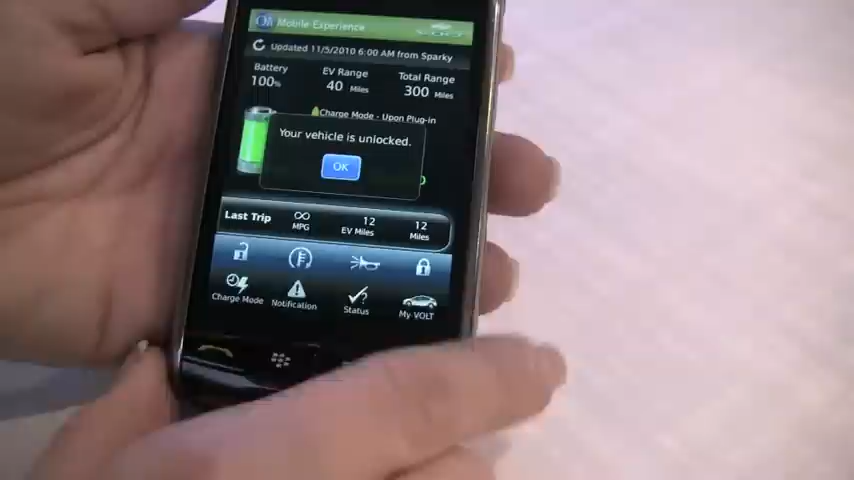 Mobile Experience
Updated 11/5/2010 6:00 AM from Sparky
Battery
100%
EV Range
40 Miles
Total Range
300 Miles
Charge Mode - Upon Plug-in
Your vehicle is unlocked.
OK
Last Trip
∞
MPG
12
EV Miles
12
Miles
Charge Mode
Notification
Status
My VOLT